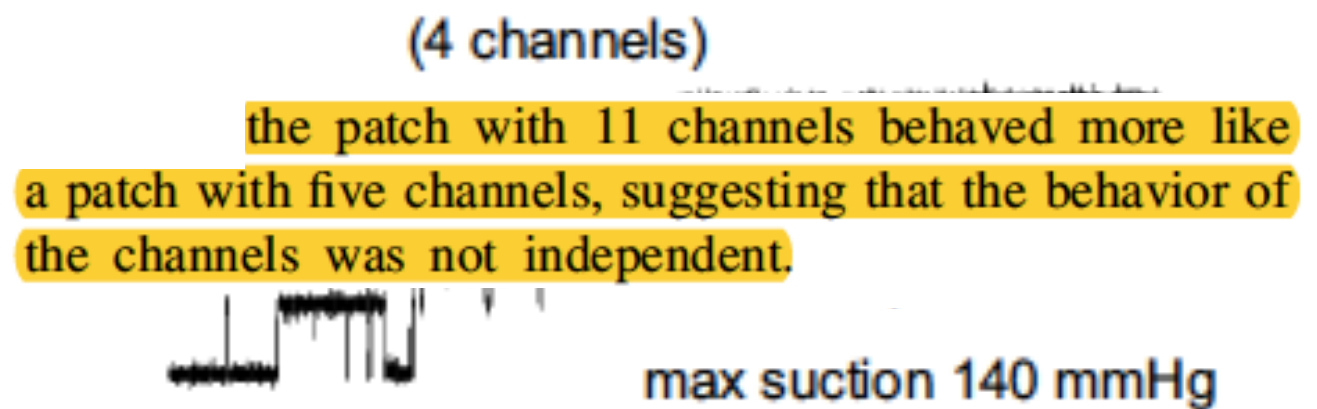 (4 channels)
the patch with 11 channels behaved more like
a patch with five channels, suggesting that the behavior of
the channels was not independent.
max suction 140 mmHg